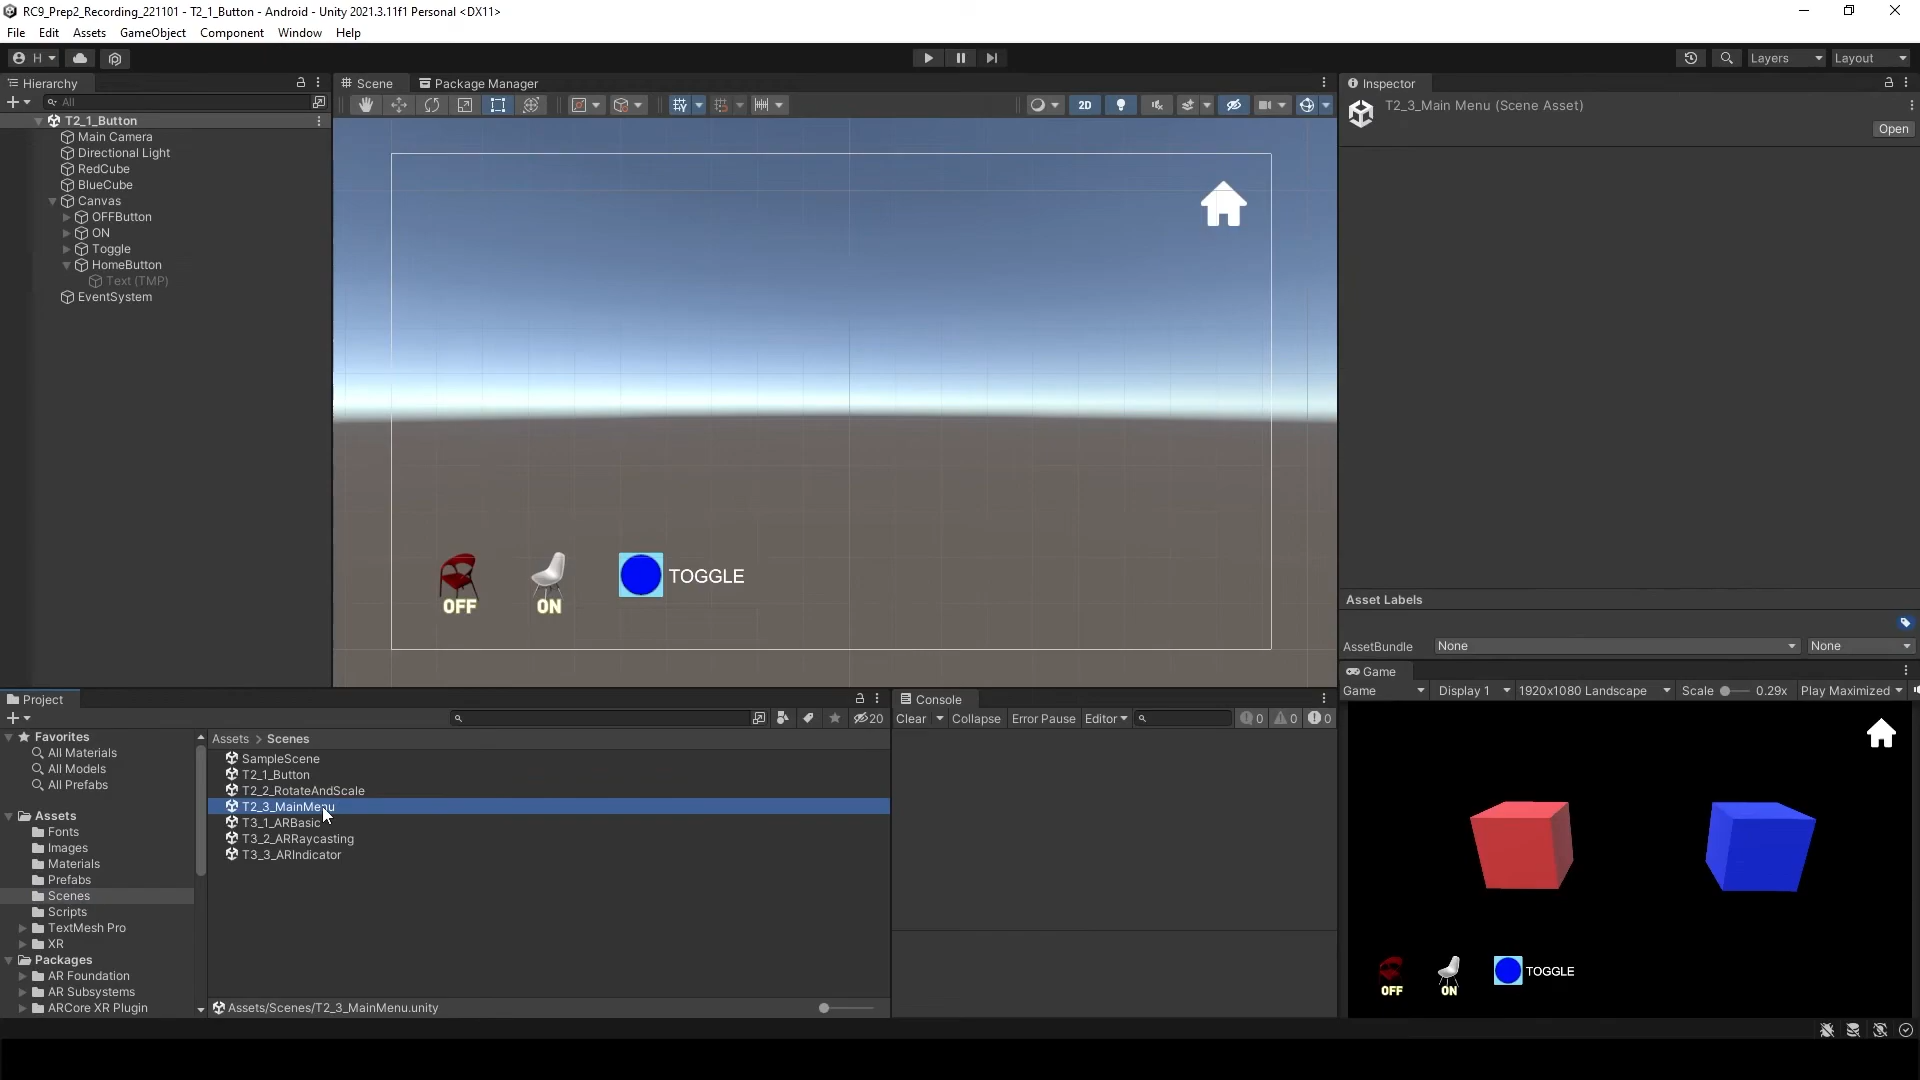 RC9_Prep2_Recording_221101 - T2_1_Button - Android - Unity 2021.3.11f1 Personal <DX11>
File Edit Assets GameObject Component Window Help
H Layers Layout
Hierarchy
All
T2_1_Button
Main Camera
Directional Light
RedCube
BlueCube
Canvas
OFFButton
ON
Toggle
HomeButton
Text (TMP)
EventSystem
Scene Package Manager
2D
OFF
ON
TOGGLE
Inspector
T2_3_Main Menu (Scene Asset)
Open
Asset Labels
AssetBundle None None
Project
20
Favorites
All Materials
All Models
All Prefabs
Assets
Fonts
Images
Materials
Prefabs
Scenes
Scripts
TextMesh Pro
XR
Packages
AR Foundation
AR Subsystems
ARCore XR Plugin
Assets > Scenes
SampleScene
T2_1_Button
T2_2_RotateAndScale
T2_3_MainMenu
T3_1_ARBasic
T3_2_ARRaycasting
T3_3_ARIndicator
Assets/Scenes/T2_3_MainMenu.unity
Console
Clear Collapse Error Pause Editor 0 0 0
Game
Game Display 1 1920x1080 Landscape Scale 0.29x Play Maximized
OFF
ON
TOGGLE